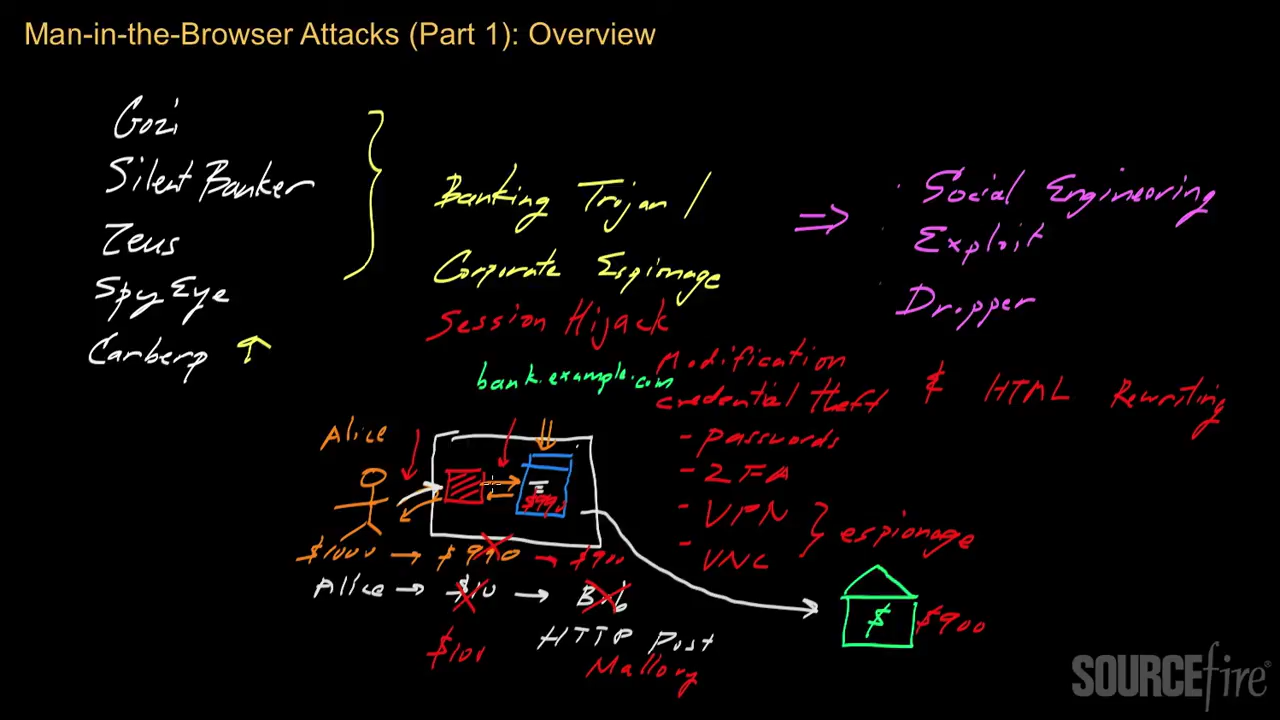 Man-in-the-Browser Attacks (Part 1): Overview
Gozi
Silent Banker
Zeus
Spy Eye
Carberp ↑
Banking Trojan /
Corporate Espionage
⇒
Social Engineering
Exploit
Dropper
Session Hijack
bank.example.com
Modification
credential theft & HTML Rewriting
- passwords
- 2FA
- VPN
- VNC
} espionage
Alice
$1000 → $990 → $900
Alice → $10 → Bob
HTTP Post
$100
Mallory
$
$900
SOURCEfire®